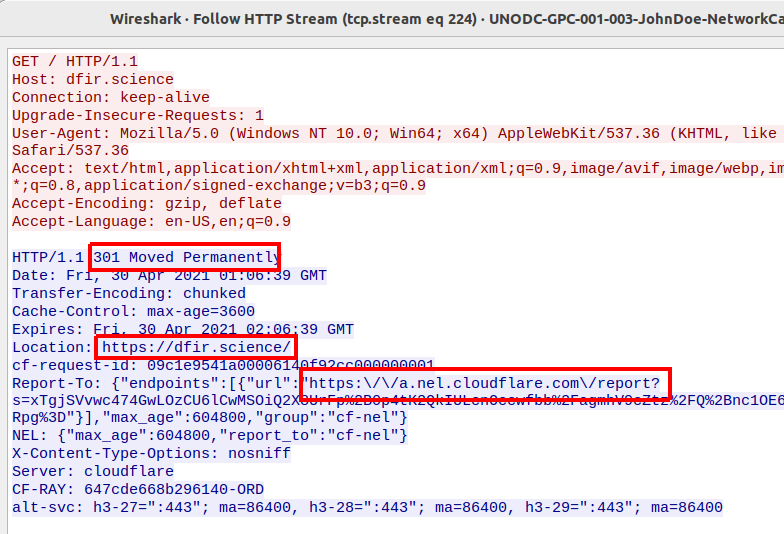 Wireshark · Follow HTTP Stream (tcp.stream eq 224) · UNODC-GPC-001-003-JohnDoe-NetworkCa
GET / HTTP/1.1
Host: dfir.science
Connection: keep-alive
Upgrade-Insecure-Requests: 1
User-Agent: Mozilla/5.0 (Windows NT 10.0; Win64; x64) AppleWebKit/537.36 (KHTML, like
Safari/537.36
Accept: text/html,application/xhtml+xml,application/xml;q=0.9,image/avif,image/webp,im
*;q=0.8,application/signed-exchange;v=b3;q=0.9
Accept-Encoding: gzip, deflate
Accept-Language: en-US,en;q=0.9
HTTP/1.1 301 Moved Permanently
Date: Fri, 30 Apr 2021 01:06:39 GMT
Transfer-Encoding: chunked
Cache-Control: max-age=3600
Expires: Fri, 30 Apr 2021 02:06:39 GMT
Location: https://dfir.science/
cf-request-id: 09c1e9541a00006140f92cc000000001
Report-To: {"endpoints":[{"url":"https:\/\/a.nel.cloudflare.com\/report?
Rpg%3D"}],"max_age":604800,"group":"cf-nel"}
NEL: {"max_age":604800,"report_to":"cf-nel"}
X-Content-Type-Options: nosniff
Server: cloudflare
CF-RAY: 647cde668b296140-ORD
alt-svc: h3-27=":443"; ma=86400, h3-28=":443"; ma=86400, h3-29=":443"; ma=86400